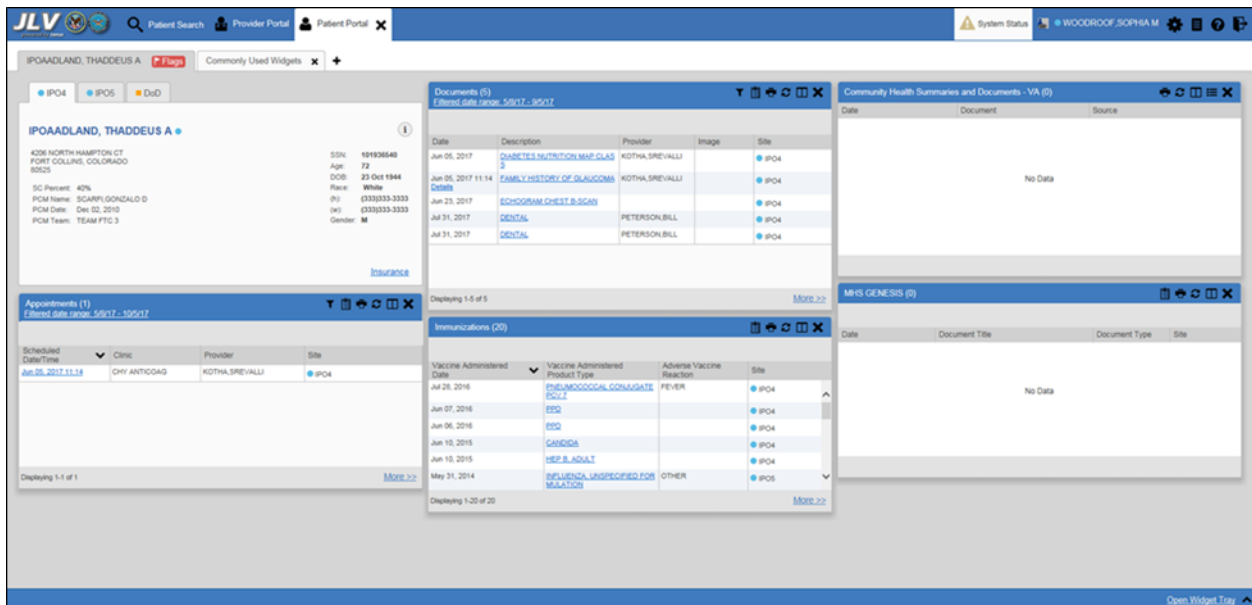 JLV Patient Search Provider Portal Patient Portal System Status WOODROOF,SOPHIA M
IPOAADLAND, THADDEUS A Flags Commonly Used Widgets
IPO4 IPO5 DoD
IPOAADLAND, THADDEUS A
4206 NORTH HAMPTON CT
FORT COLLINS, COLORADO
80525
SC Percent: 40%
PCM Name: SCARPI,GONZALO D
PCM Date: Dec 02, 2010
PCM Team: TEAM FTC 3
SSN: 101936540
Age: 72
DOB: 23 Oct 1944
Race: White
(h): (333)333-3333
(w): (333)333-3333
Gender: M
Insurance
Appointments (1)
Filtered date range: 5/8/17 - 10/5/17
Scheduled Date/Time Clinic Provider Site
Jun 05, 2017 11:14 CHY ANTICOAG KOTHA,SREVALLI IPO4
Displaying 1-1 of 1 More >>
Documents (5)
Filtered date range: 5/8/17 - 9/5/17
Date Description Provider Image Site
Jun 05, 2017 DIABETES NUTRITION MAP CLAS KOTHA,SREVALLI IPO4
S
Jun 05, 2017 11:14 FAMILY HISTORY OF GLAUCOMA KOTHA,SREVALLI IPO4
Details
Jun 23, 2017 ECHOGRAM CHEST B-SCAN IPO4
Jul 31, 2017 DENTAL PETERSON,BILL IPO4
Jul 31, 2017 DENTAL PETERSON,BILL IPO4
Displaying 1-5 of 5 More >>
Immunizations (20)
Vaccine Administered Date Vaccine Administered Product Type Adverse Vaccine Reaction Site
Jul 28, 2016 PNEUMOCOCCAL CONJUGATE FEVER IPO4
PCV 7
Jun 07, 2016 PPD IPO4
Jun 06, 2016 PPD IPO4
Jun 10, 2015 CANDIDA IPO4
Jun 10, 2015 HEP B, ADULT IPO4
May 31, 2014 INFLUENZA, UNSPECIFIED FOR OTHER IPO5
MULATION
Displaying 1-20 of 20 More >>
Community Health Summaries and Documents - VA (0)
Date Document Source
No Data
MHS GENESIS (0)
Date Document Title Document Type Site
No Data
Open Widget Tray